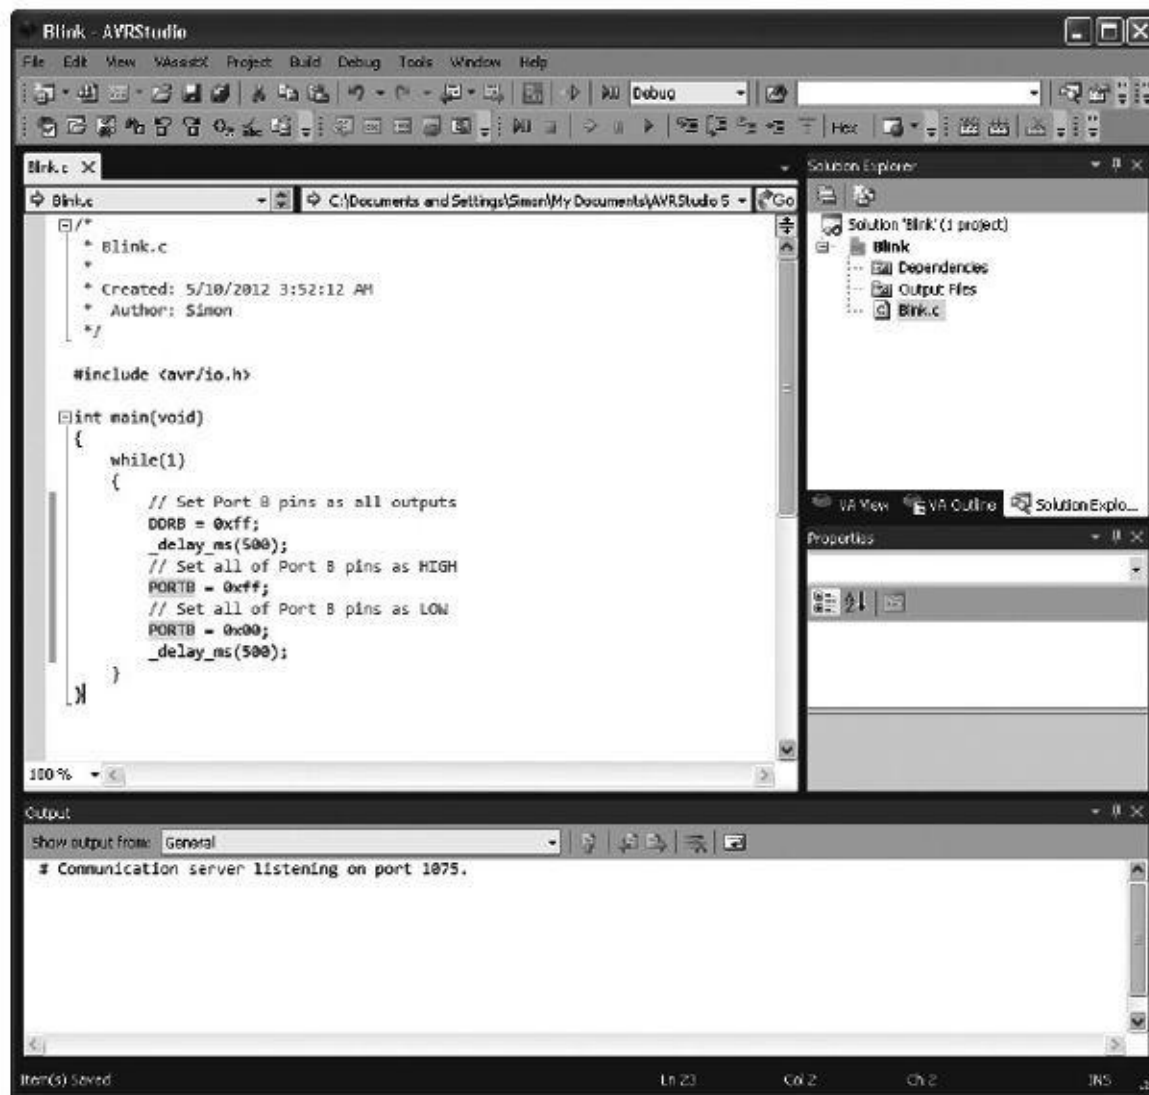 Blink - AVRStudio
File Edit View VAssistX Project Build Debug Tools Window Help
Debug
Hex
Blink.c
Blink.c C:\Documents and Settings\Simon\My Documents\AVRStudio 5 Go
/*
* Blink.c
*
* Created: 5/10/2012 3:52:12 AM
* Author: Simon
*/
#include <avr/io.h>
int main(void)
{
while(1)
{
// Set Port B pins as all outputs
DDRB = 0xff;
_delay_ms(500);
// Set all of Port B pins as HIGH
PORTB = 0xff;
// Set all of Port B pins as LOW
PORTB = 0x00;
_delay_ms(500);
}
}
100 %
Solution Explorer
Solution 'Blink' (1 project)
Blink
Dependencies
Output Files
Blink.c
VA View VA Outline Solution Explo...
Properties
Output
Show output from: General
# Communication server listening on port 1075.
Item(s) Saved Ln 23 Col 2 Ch 2 INS